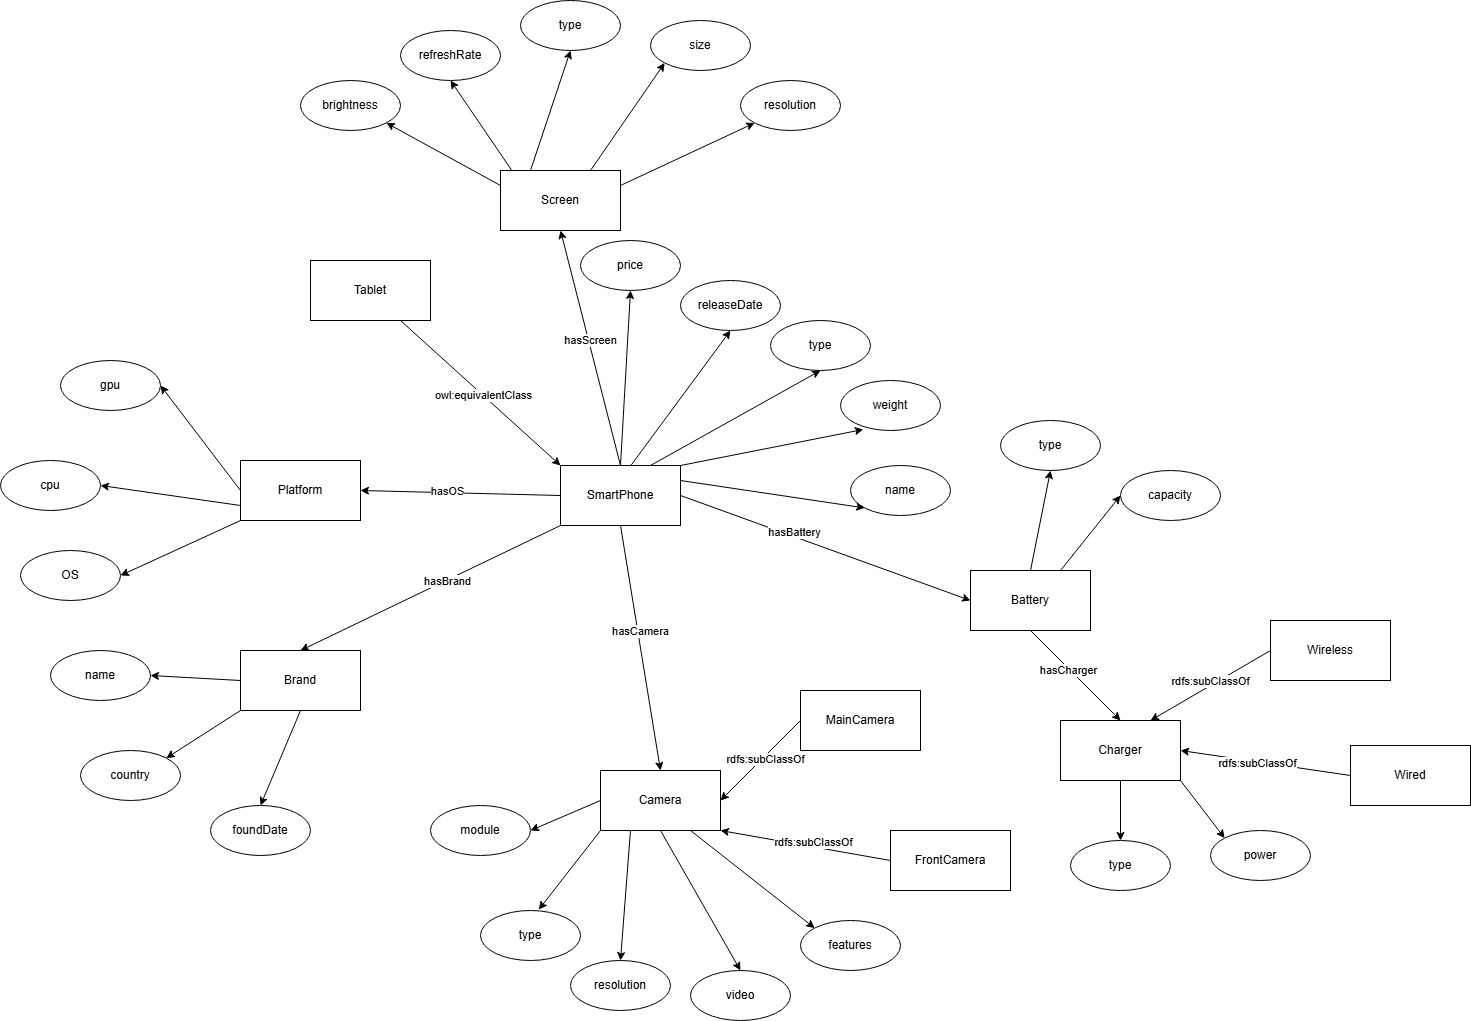 type
size
refreshRate
brightness
resolution
Screen
price
Tablet
releaseDate
hasScreen
type
gpu
owl:equivalentClass
weight
type
cpu
Platform
hasOS
SmartPhone
name
capacity
hasBattery
OS
hasBrand
Battery
hasCamera
Wireless
hasCharger
name
Brand
rdfs:subClassOf
MainCamera
Charger
rdfs:subClassOf
rdfs:subClassOf
country
Wired
Camera
foundDate
module
rdfs:subClassOf
FrontCamera
type
power
type
features
resolution
video